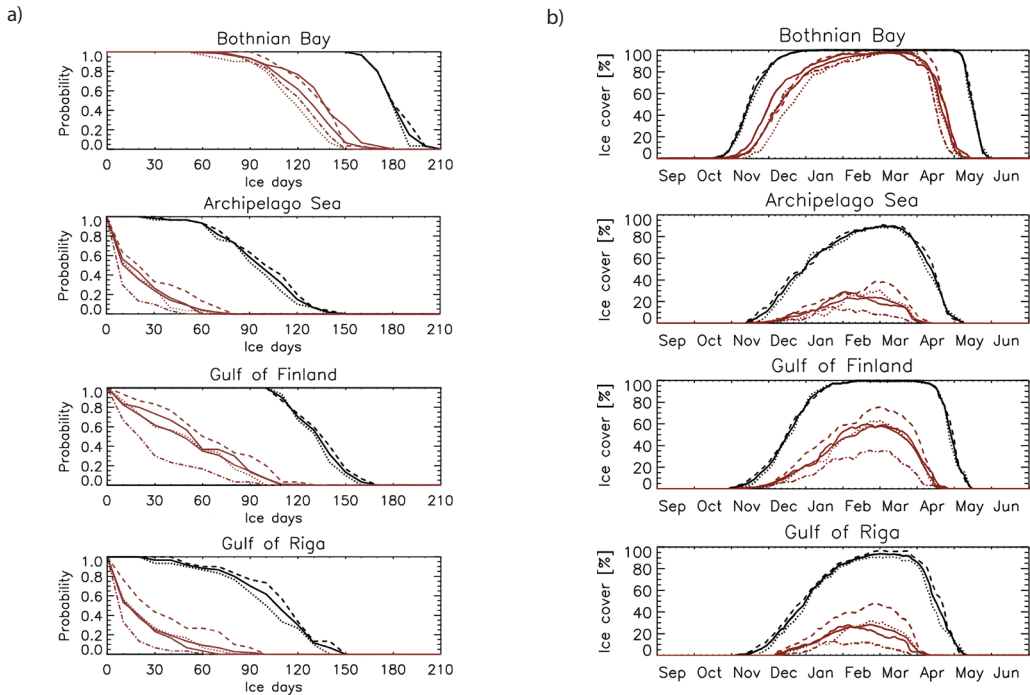 a)
Bothnian Bay
Probability
1.0
0.8
0.6
0.4
0.2
0.0
0 30 60 90 120 150 180 210
Ice days
Archipelago Sea
Probability
1.0
0.8
0.6
0.4
0.2
0.0
0 30 60 90 120 150 180 210
Ice days
Gulf of Finland
Probability
1.0
0.8
0.6
0.4
0.2
0.0
0 30 60 90 120 150 180 210
Ice days
Gulf of Riga
Probability
1.0
0.8
0.6
0.4
0.2
0.0
0 30 60 90 120 150 180 210
Ice days
b)
Bothnian Bay
Ice cover [%]
100
80
60
40
20
0
Sep Oct Nov Dec Jan Feb Mar Apr May Jun
Archipelago Sea
Ice cover [%]
100
80
60
40
20
0
Sep Oct Nov Dec Jan Feb Mar Apr May Jun
Gulf of Finland
Ice cover [%]
100
80
60
40
20
0
Sep Oct Nov Dec Jan Feb Mar Apr May Jun
Gulf of Riga
Ice cover [%]
100
80
60
40
20
0
Sep Oct Nov Dec Jan Feb Mar Apr May Jun